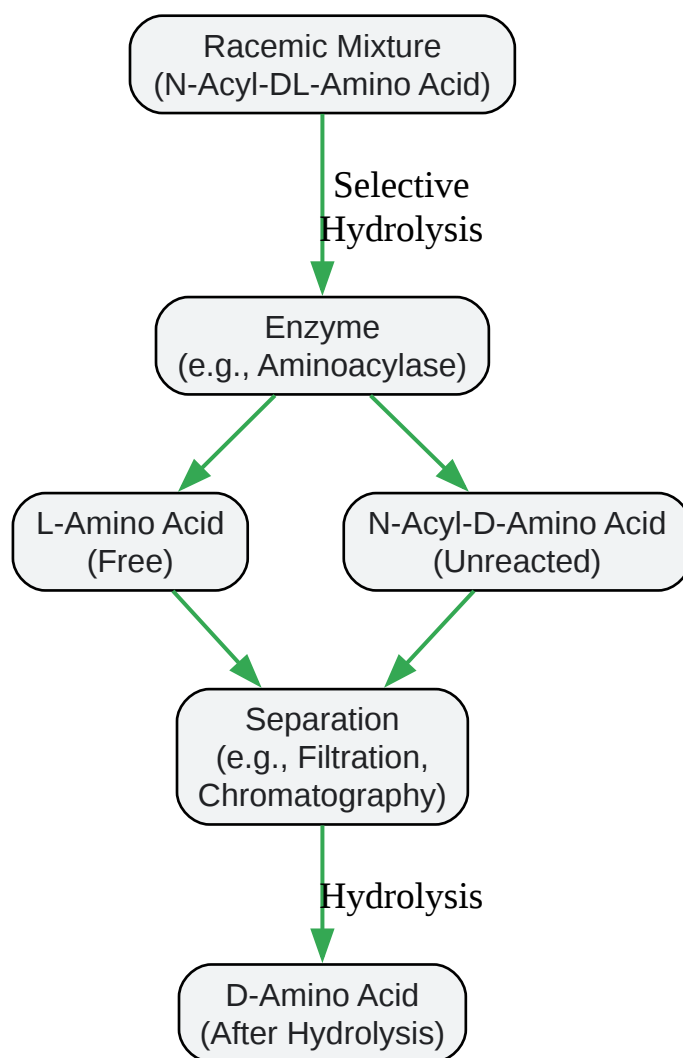 Racemic Mixture
(N-Acyl-DL-Amino Acid)
Selective
Hydrolysis
Enzyme
(e.g., Aminoacylase)
L-Amino Acid
(Free)
N-Acyl-D-Amino Acid
(Unreacted)
Separation
(e.g., Filtration,
Chromatography)
Hydrolysis
D-Amino Acid
(After Hydrolysis)